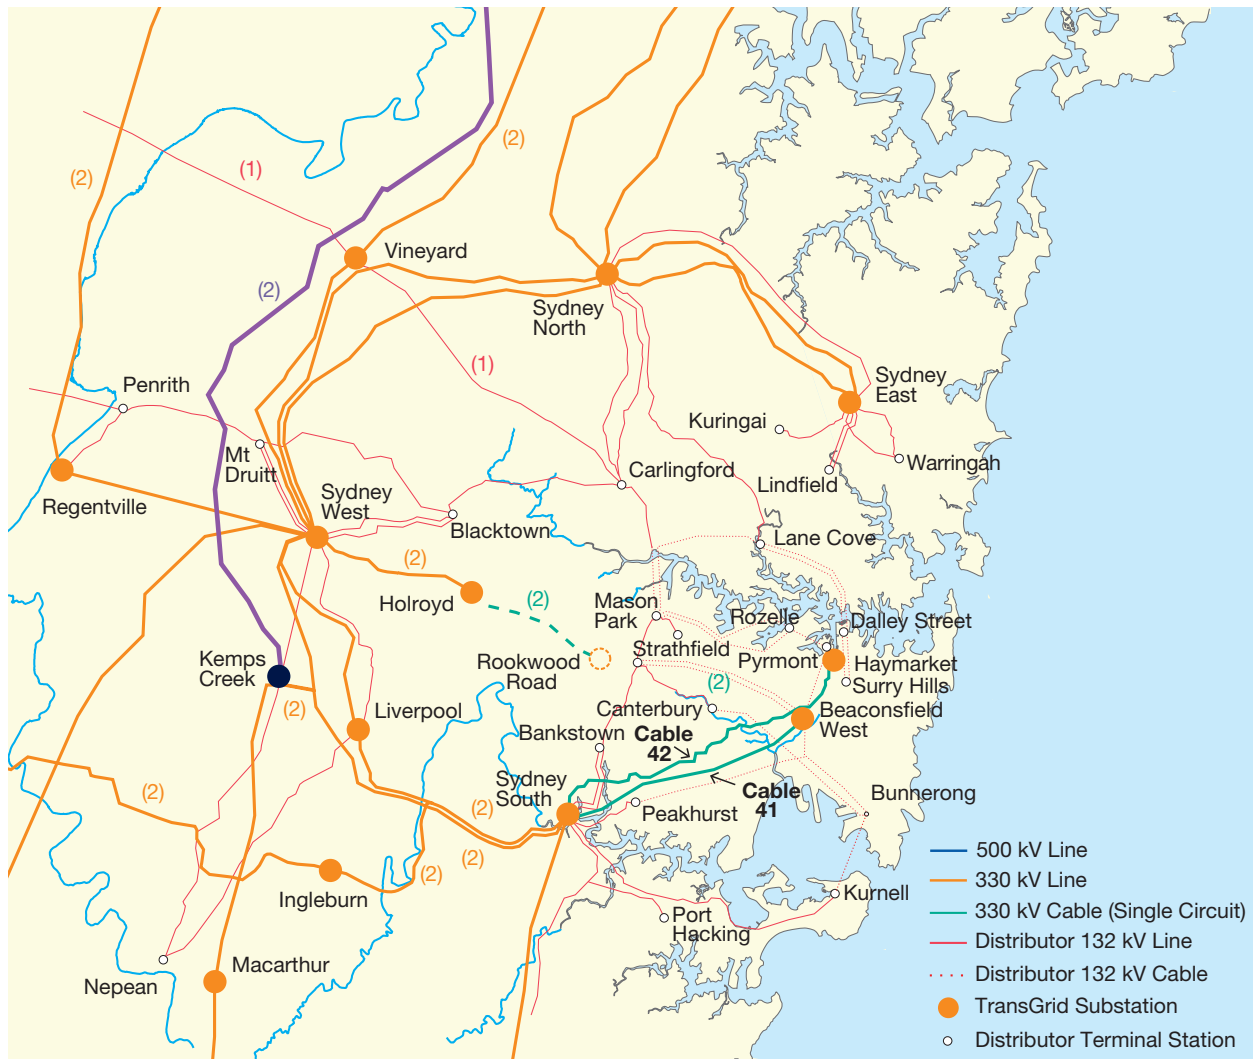 (2)
(1)
(2)
Vineyard
(2)
Sydney
North
(1)
Penrith
Sydney
East
Kuringai
Mt
Druitt
Carlingford
Warringah
Lindfield
Regentville
Sydney
West
Blacktown
Lane Cove
(2)
Holroyd
(2)
Mason
Park
Rozelle
Dalley Street
Strathfield
Pyrmont
Haymarket
Rookwood
Road
Surry Hills
Kemps
Creek
(2)
(2)
Liverpool
Canterbury
Beaconsfield
West
Bankstown
Cable
42
Sydney
South
Cable
41
Peakhurst
Bunnerong
(2)
(2)
(2)
(2)
Ingleburn
Kurnell
Port
Hacking
Macarthur
Nepean
500 kV Line
330 kV Line
330 kV Cable (Single Circuit)
Distributor 132 kV Line
Distributor 132 kV Cable
TransGrid Substation
Distributor Terminal Station